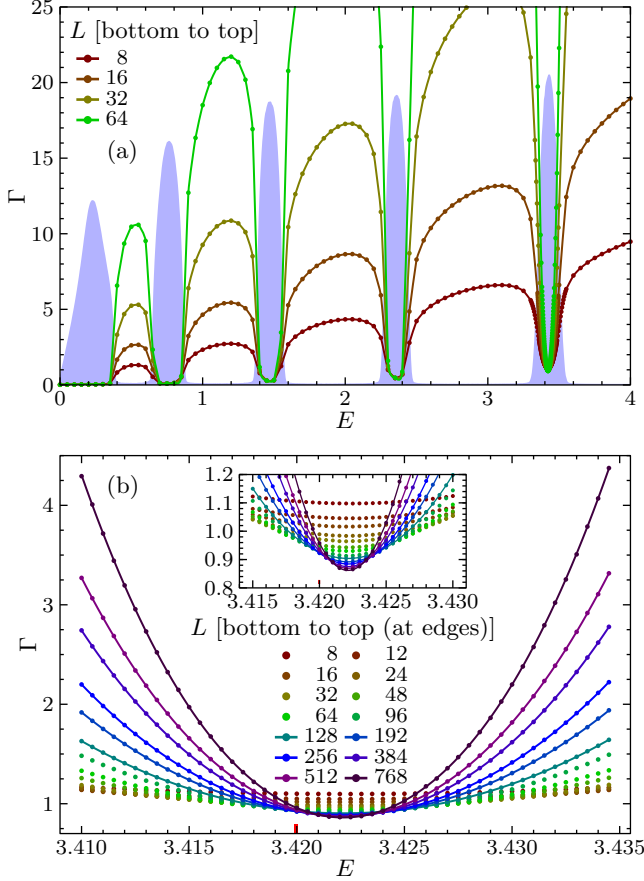 L [bottom to top]
8
16
32
64
(a)
Γ
25
20
15
10
5
0
0 1 2 3 4
E
(b)
1.2
1.1
1.0
0.9
0.8
3.415 3.420 3.425 3.430
L [bottom to top (at edges)]
8 12
16 24
32 48
64 96
128 192
256 384
512 768
Γ
4
3
2
1
3.410 3.415 3.420 3.425 3.430
E